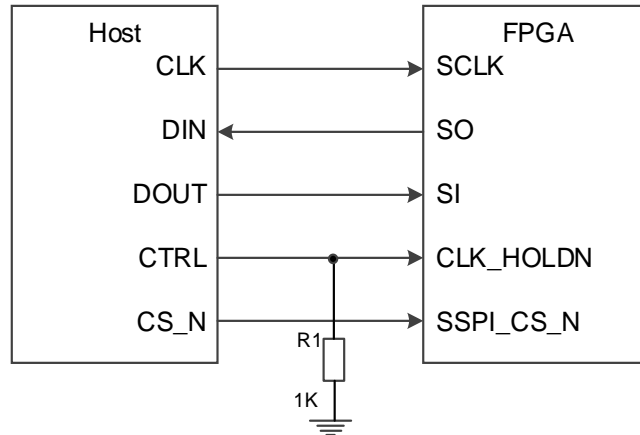 Host
FPGA
CLK
SCLK
DIN
SO
DOUT
SI
CTRL
CLK_HOLDN
CS_N
SSPI_CS_N
R1
1K